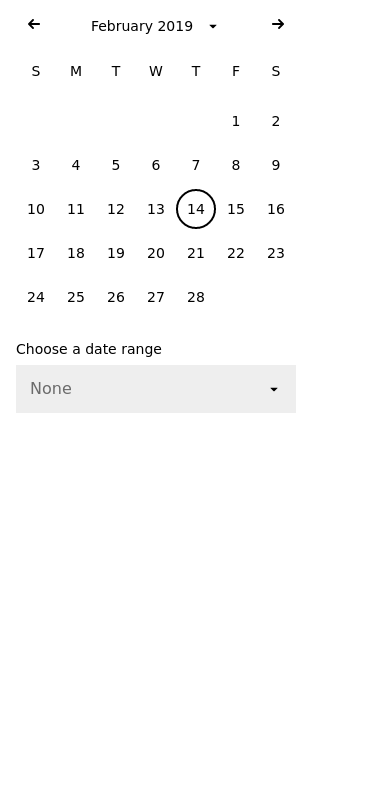 February 2019
S M T W T F S
1 2
3 4 5 6 7 8 9
10 11 12 13 14 15 16
17 18 19 20 21 22 23
24 25 26 27 28
Choose a date range
None